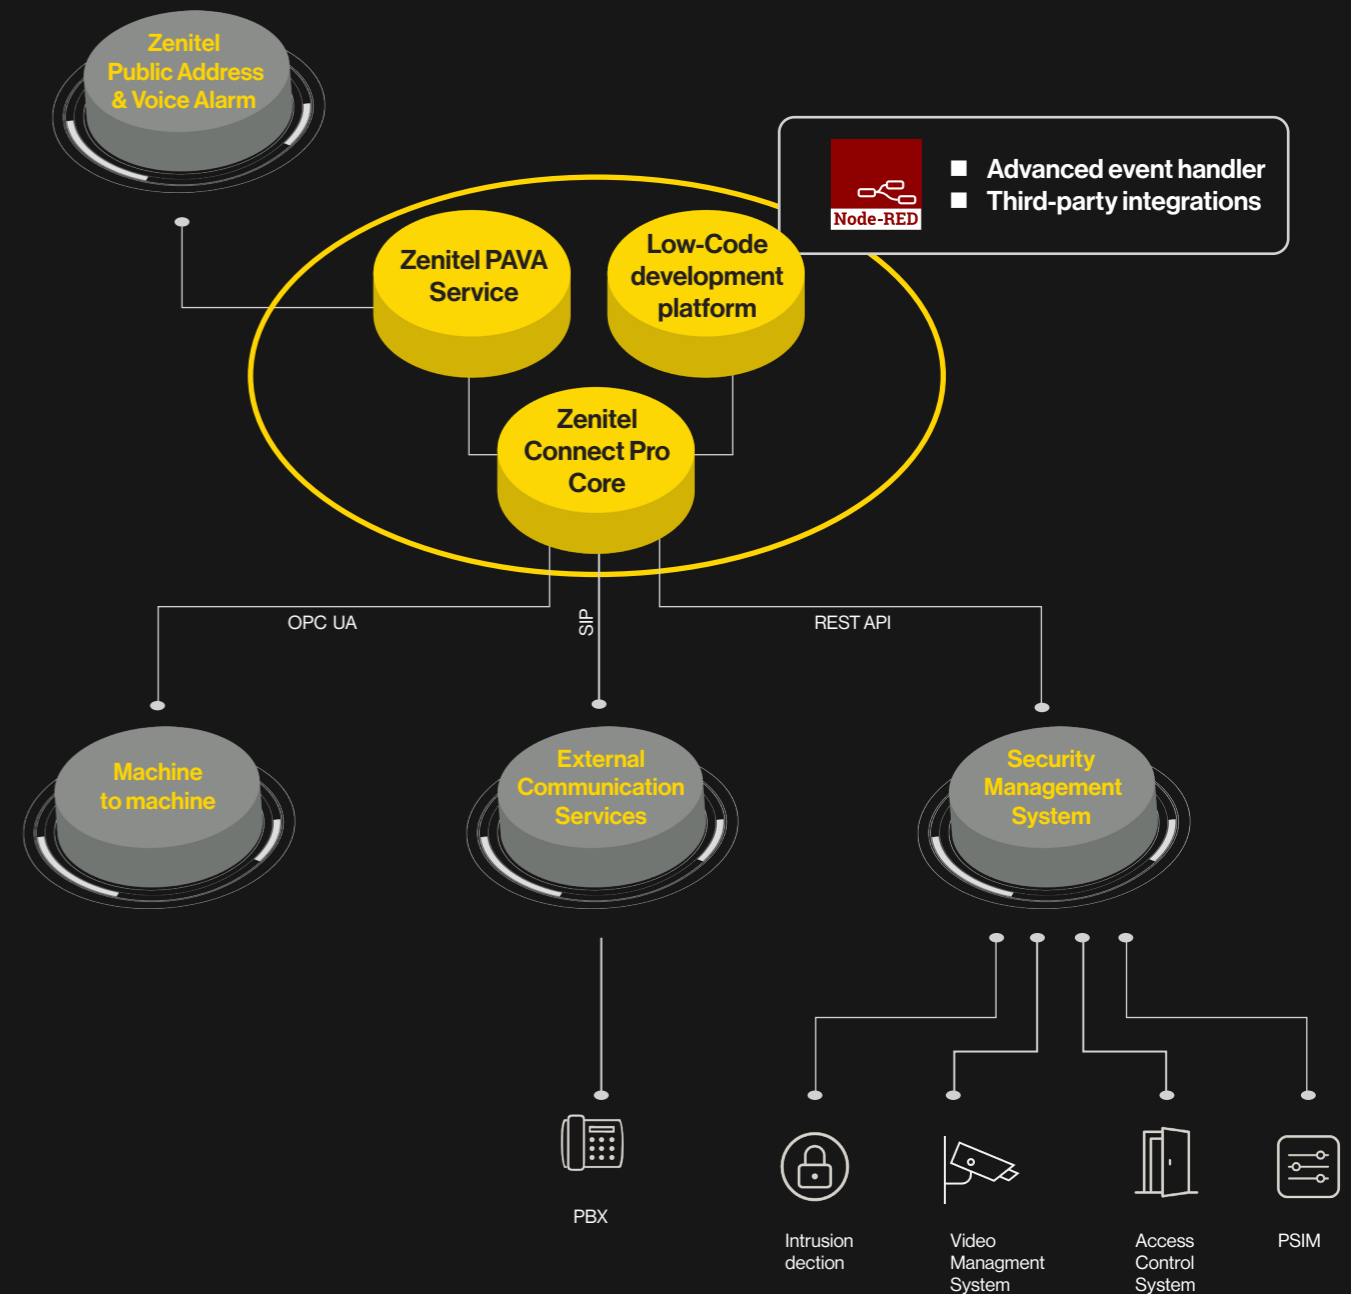 Zenitel
Public Address
& Voice Alarm
Node-RED
Advanced event handler
Third-party integrations
Zenitel PAVA
Service
Low-Code
development
platform
Zenitel
Connect Pro
Core
OPC UA
SIP
REST API
Machine
to machine
External
Communication
Services
Security
Management
System
PBX
Intrusion
dection
Video
Managment
System
Access
Control
System
PSIM